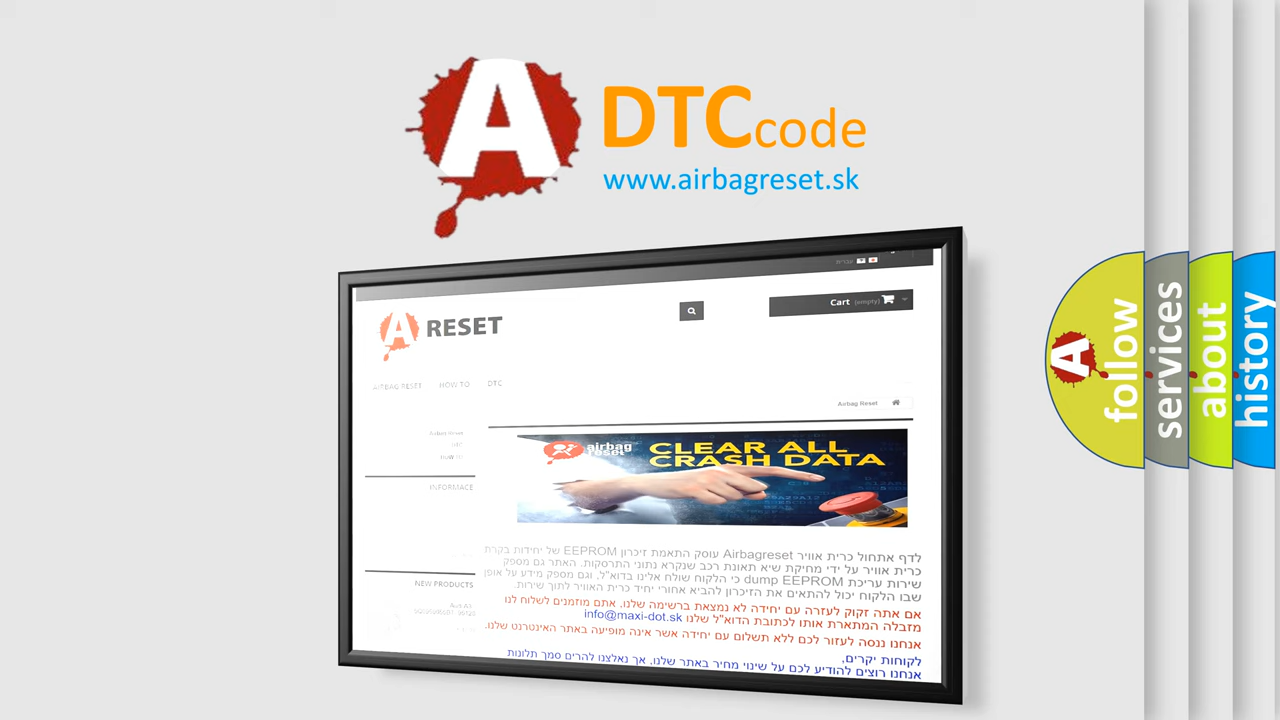 A DTCcode
www.airbagreset.sk
Cart (empty)
A RESET
AIRBAG RESET HOW TO DTC
Airbag Reset
Airbag Reset
airbag
reset
CLEAR ALL
CRASH DATA
INFORMACE
NEW PRODUCTS
לדף אתחול כרית אוויר Airbagreset עוסק התאמת זיכרון EEPROM של יחידות בקרת
כרית אוויר על ידי מחיקת שיא תאונת רכב שנקרא נתוני התרסקות. האתר גם מספק
שירות עריכת dump EEPROM כי הלקוח שולח אלינו בדוא"ל, וגם מספק מידע על אופן
שבו הלקוח יכול להתאים את הזיכרון להביא אחורי יחיד כרית האוויר לתוך שירות.
אם אתה זקוק לעזרה עם יחידה לא נמצאת ברשימה שלנו, אתם מוזמנים לשלוח לנו
מזבלה המתארת אותו לכתובת הדוא"ל שלנו info@maxi-dot.sk
אנחנו ננסה לעזור לכם ללא תשלום עם יחידה אשר אינה מופיעה באתר האינטרנט שלנו.
לקוחות יקרים,
אנחנו רוצים להודיע לכם על שינוי מחיר באתר שלנו, אך נאלצנו להרים סמך תלונות
A follow
services
about
history